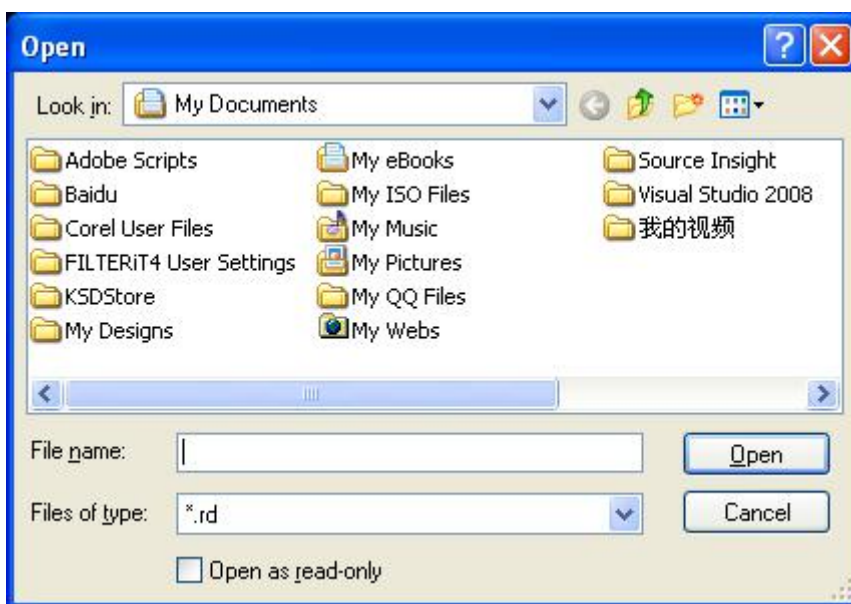 Open
Look in: My Documents
Adobe Scripts
Baidu
Corel User Files
FILTERiT4 User Settings
KSDStore
My Designs
My eBooks
My ISO Files
My Music
My Pictures
My QQ Files
My Webs
Source Insight
Visual Studio 2008
我的视频
File name:
Open
Files of type: *.rd
Cancel
Open as read-only